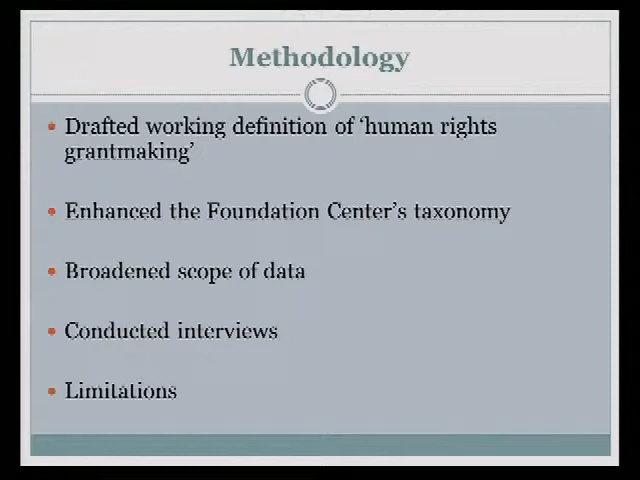 Methodology
• Drafted working definition of ‘human rights
grantmaking’
• Enhanced the Foundation Center’s taxonomy
• Broadened scope of data
• Conducted interviews
• Limitations